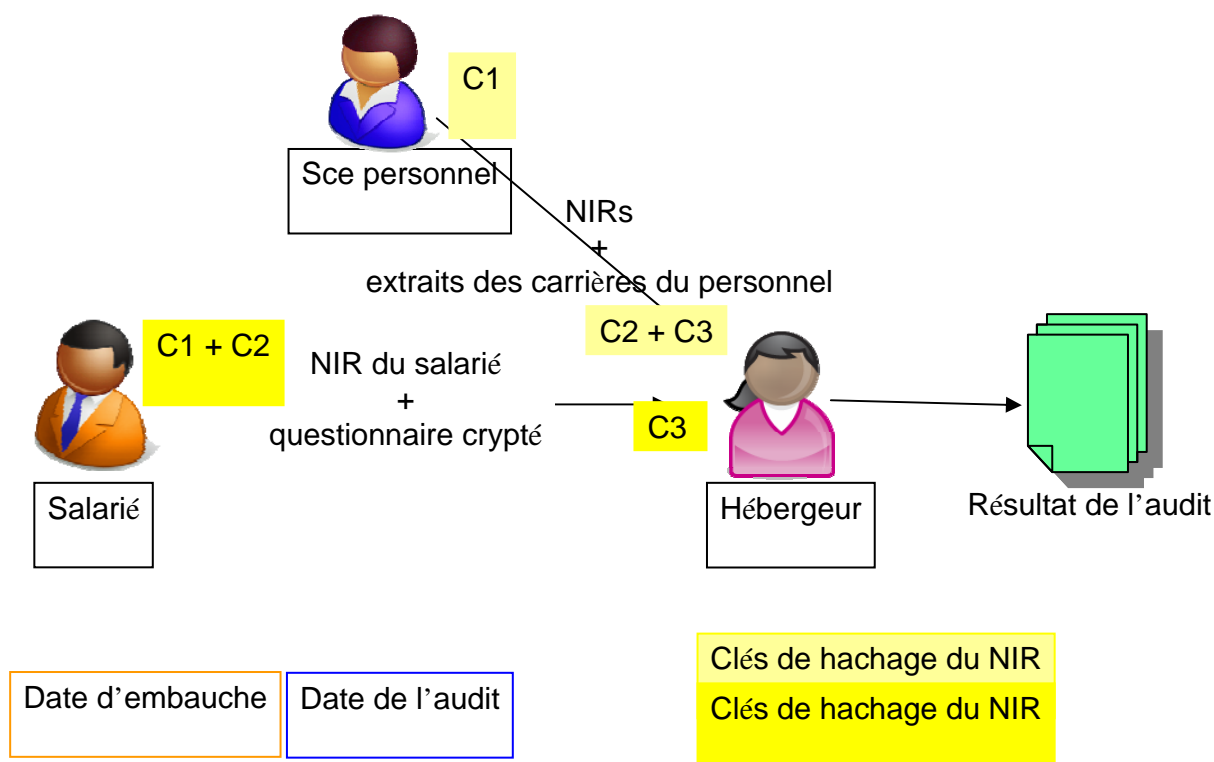 C1
Sce personnel
NIRs
+
extraits des carrières du personnel
C2 + C3
C1 + C2
NIR du salarié
+
questionnaire crypté
C3
Salarié
Hébergeur
Résultat de l’audit
Clés de hachage du NIR
Clés de hachage du NIR
Date d’embauche
Date de l’audit